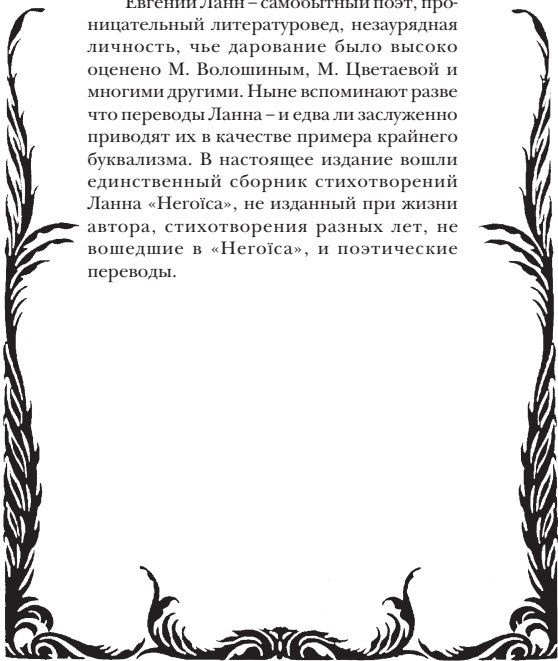 Евгений Ланн – самобытный поэт, про-
ницательный литературовед, незаурядная
личность, чье дарование было высоко
оценено М. Волошиным, М. Цветаевой и
многими другими. Ныне вспоминают разве
что переводы Ланна – и едва ли заслуженно
приводят их в качестве примера крайнего
буквализма. В настоящее издание вошли
единственный сборник стихотворений
Ланна «Heroїca», не изданный при жизни
автора, стихотворения разных лет, не
вошедшие в «Heroїca», и поэтические
переводы.